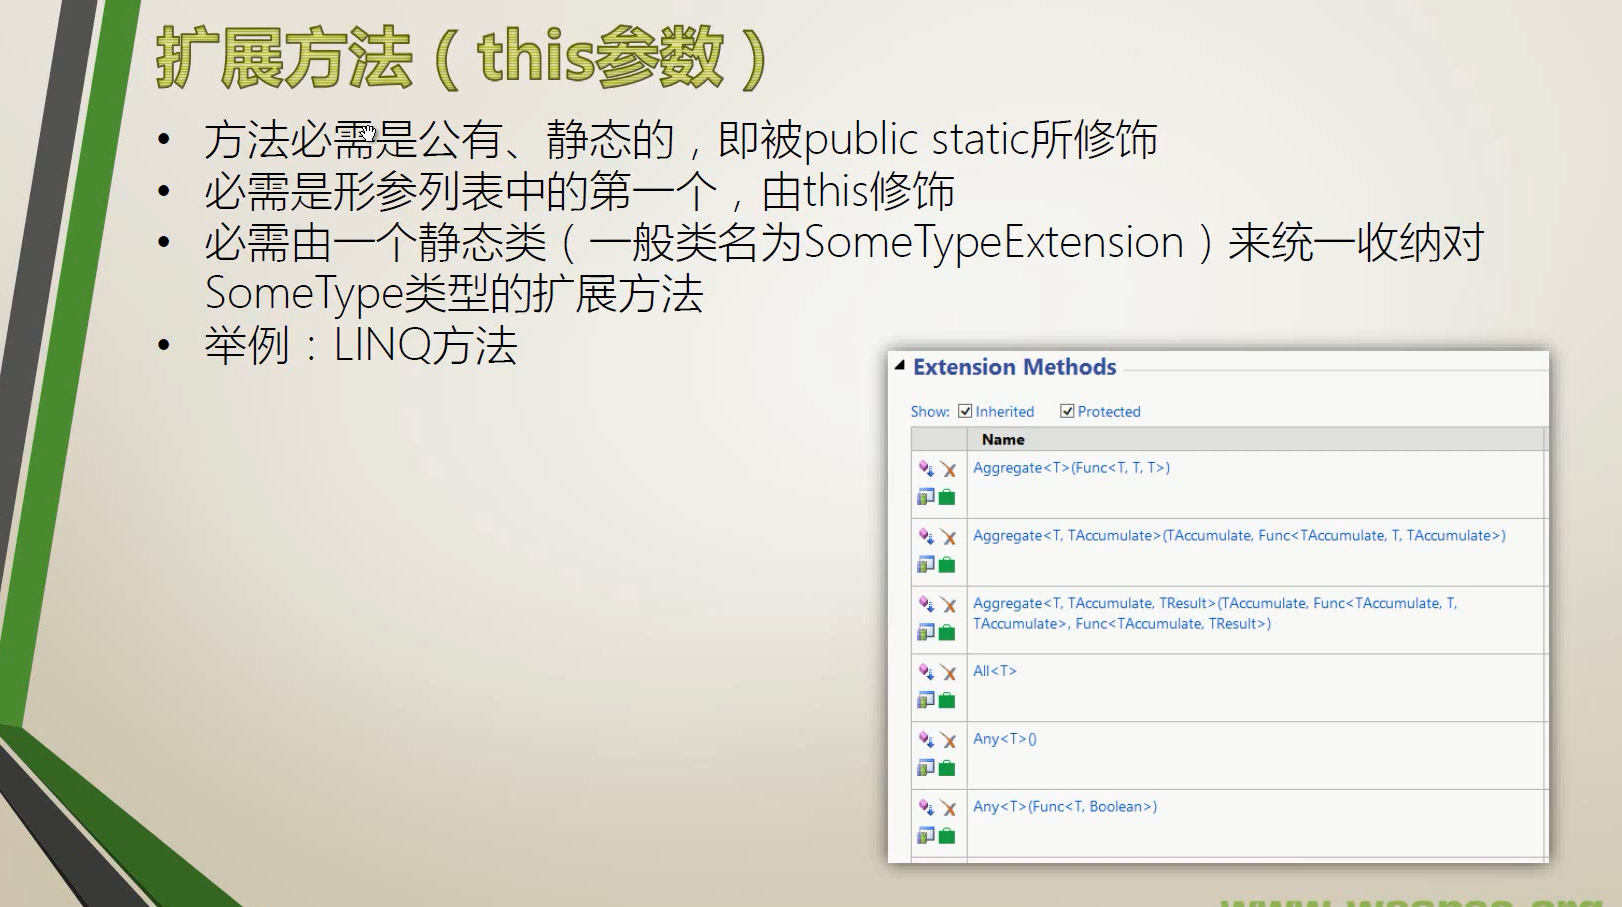 扩展方法（this参数）
• 方法必需是公有、静态的，即被public static所修饰
• 必需是形参列表中的第一个，由this修饰
• 必需由一个静态类（一般类名为SomeTypeExtension）来统一收纳对
SomeType类型的扩展方法
• 举例：LINQ方法
Extension Methods
Show: Inherited Protected
Name
Aggregate<T>(Func<T, T, T>)
Aggregate<T, TAccumulate>(TAccumulate, Func<TAccumulate, T, TAccumulate>)
Aggregate<T, TAccumulate, TResult>(TAccumulate, Func<TAccumulate, T,
TAccumulate>, Func<TAccumulate, TResult>)
All<T>
Any<T>()
Any<T>(Func<T, Boolean>)